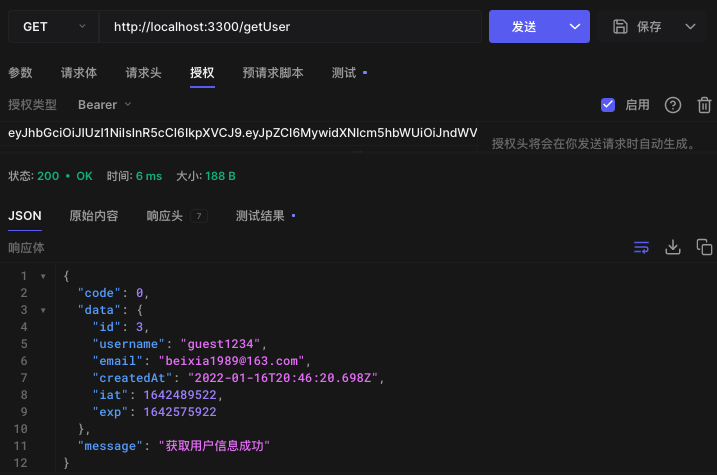 GET http://localhost:3300/getUser 发送 保存
参数 请求体 请求头 授权 预请求脚本 测试
授权类型 Bearer 启用
eyJhbGciOiJIUzI1NiIsInR5cCI6IkpXVCJ9.eyJpZCI6MywidXNlcm5hbWUiOiJndWV
授权头将会在你发送请求时自动生成。
状态: 200 • OK 时间: 6 ms 大小: 188 B
JSON 原始内容 响应头 7 测试结果
响应体
1 {
2 "code": 0,
3 "data": {
4 "id": 3,
5 "username": "guest1234",
6 "email": "beixia1989@163.com",
7 "createdAt": "2022-01-16T20:46:20.698Z",
8 "iat": 1642489522,
9 "exp": 1642575922
10 },
11 "message": "获取用户信息成功"
12 }